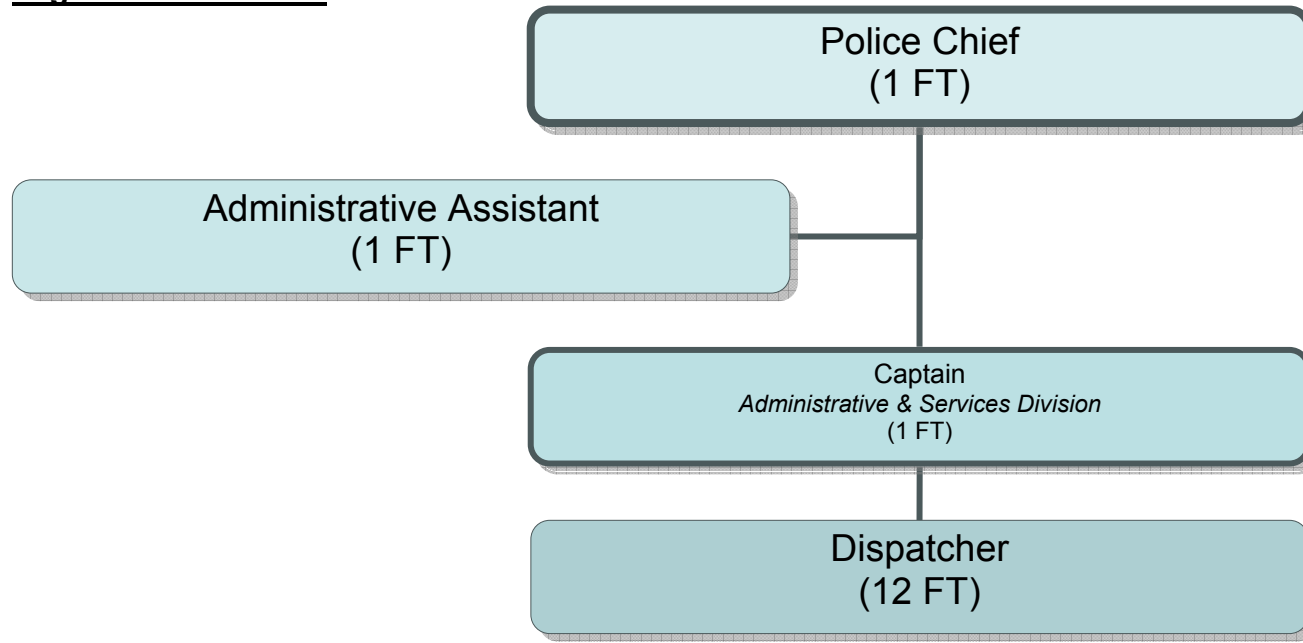 Police Chief
(1 FT)
Administrative Assistant
(1 FT)
Captain
Administrative & Services Division
(1 FT)
Dispatcher
(12 FT)